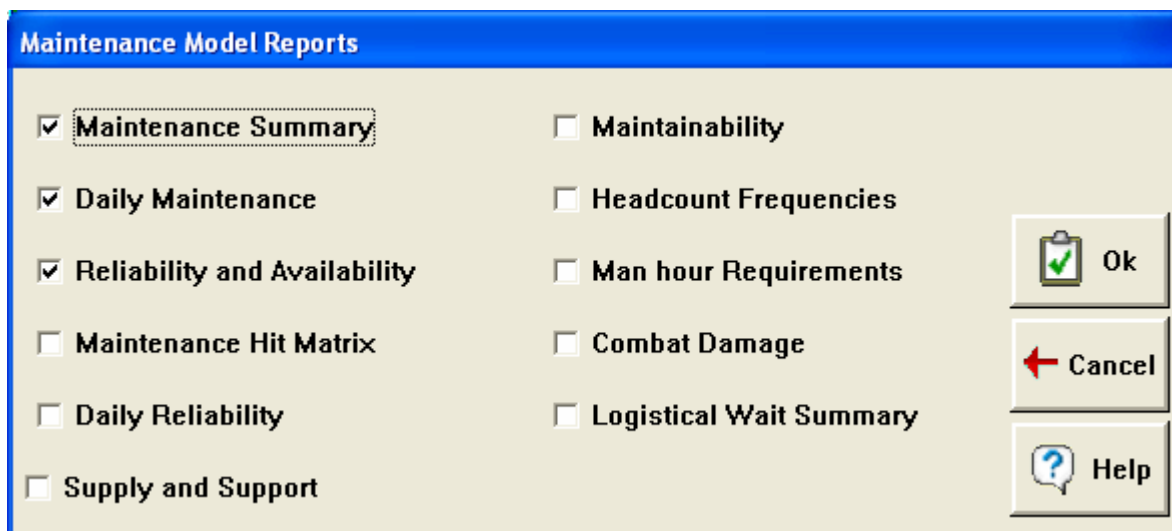 Maintenance Model Reports
Maintenance Summary
Maintainability
Daily Maintenance
Headcount Frequencies
Reliability and Availability
Man hour Requirements
Ok
Maintenance Hit Matrix
Combat Damage
Cancel
Daily Reliability
Logistical Wait Summary
Help
Supply and Support